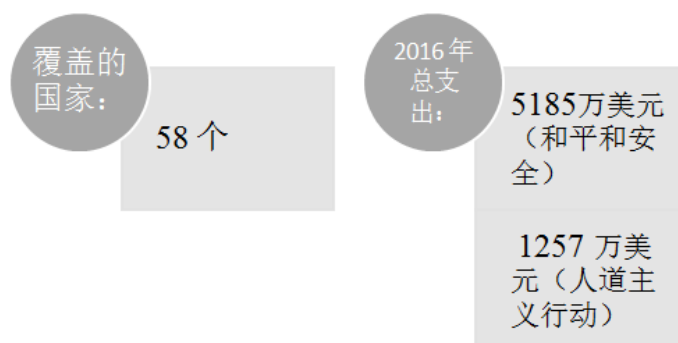 覆盖的
国家：
58 个
2016 年
总支
出：
5185万美元
（和平和安
全）
1257 万美
元（人道主
义行动）